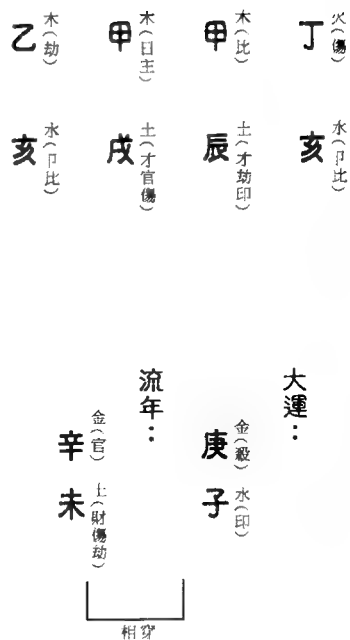 丁火(傷)
亥水(卩比)
甲木(比)
辰土(才劫印)
甲木(日主)
戌土(才官傷)
乙木(劫)
亥水(卩比)
大運：
庚金(殺)
子水(印)
流年：
辛金(官)
未土(財傷劫)
相穿